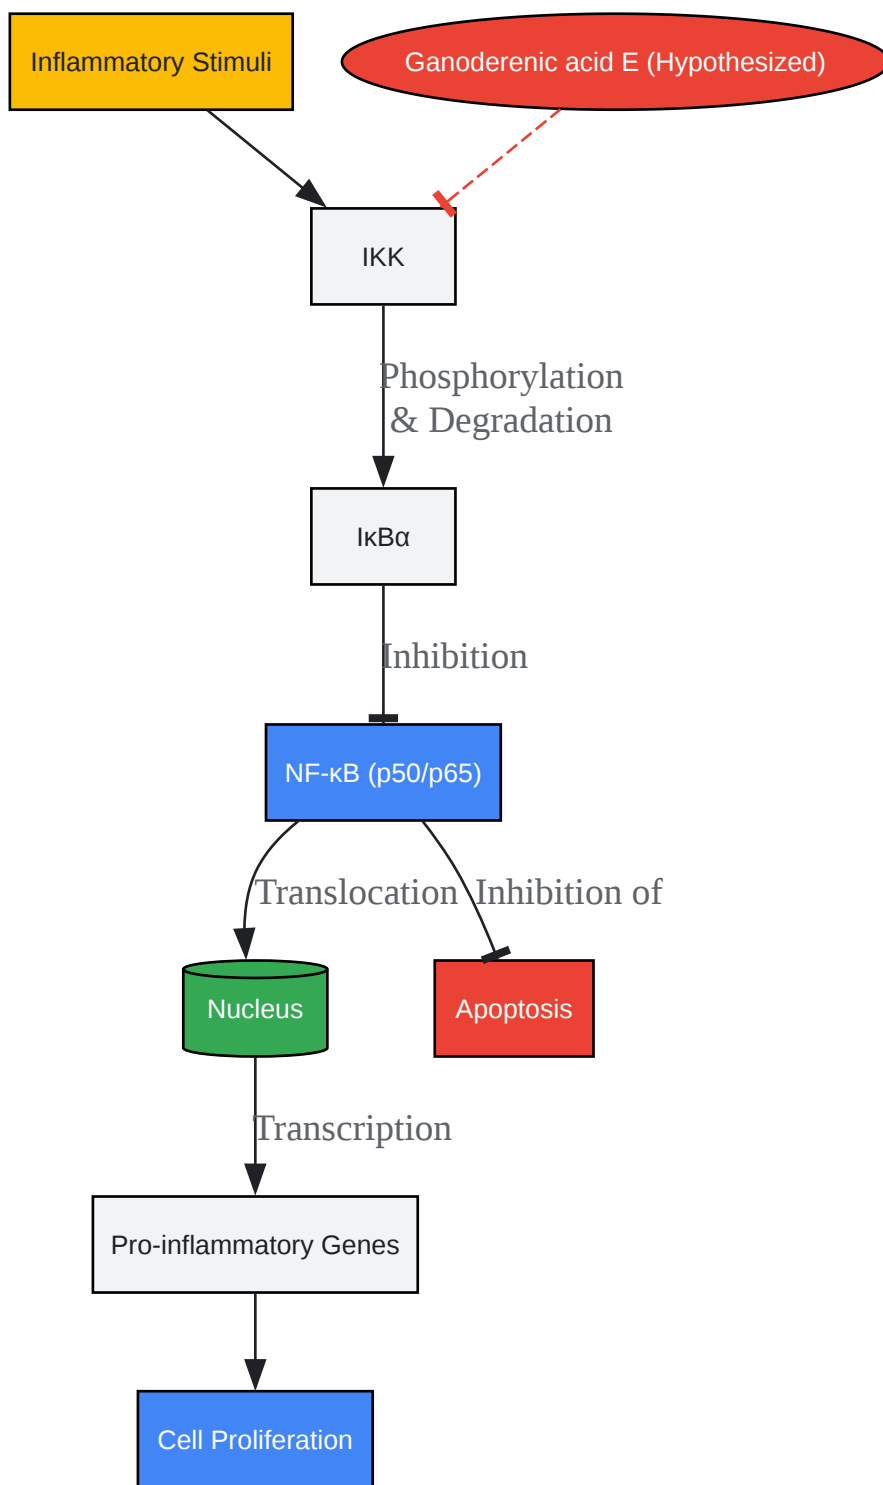 Inflammatory Stimuli
Ganoderenic acid E (Hypothesized)
IKK
Phosphorylation
& Degradation
IκBα
Inhibition
NF-κB (p50/p65)
Translocation
Inhibition of
Nucleus
Apoptosis
Transcription
Pro-inflammatory Genes
Cell Proliferation